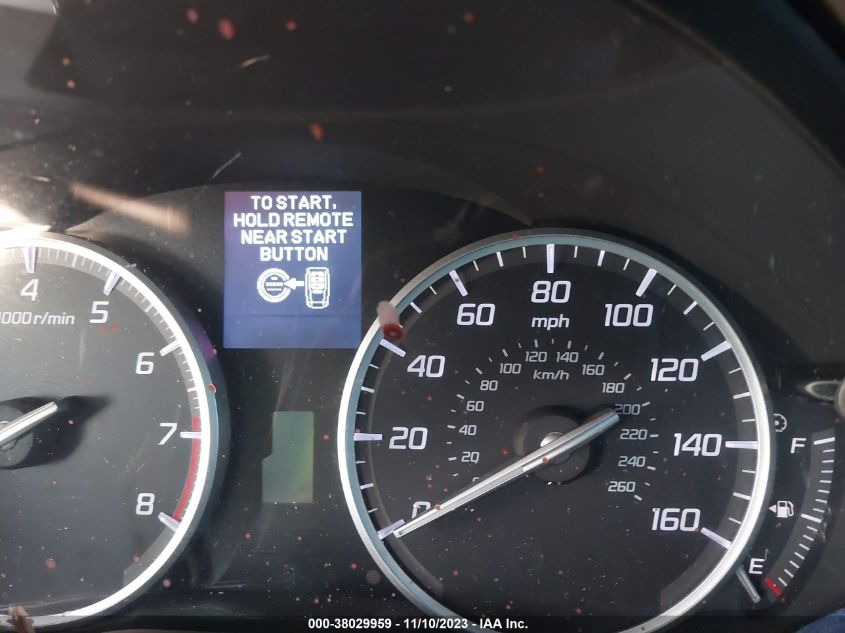 TO START,
HOLD REMOTE
NEAR START
BUTTON
4
5
6
7
8
1000 r/min
0
20
40
60
80
100
120
140
160
mph
20
40
60
80
100
120
140
160
180
200
220
240
260
km/h
F
E
000-38029959 - 11/10/2023 - IAA Inc.